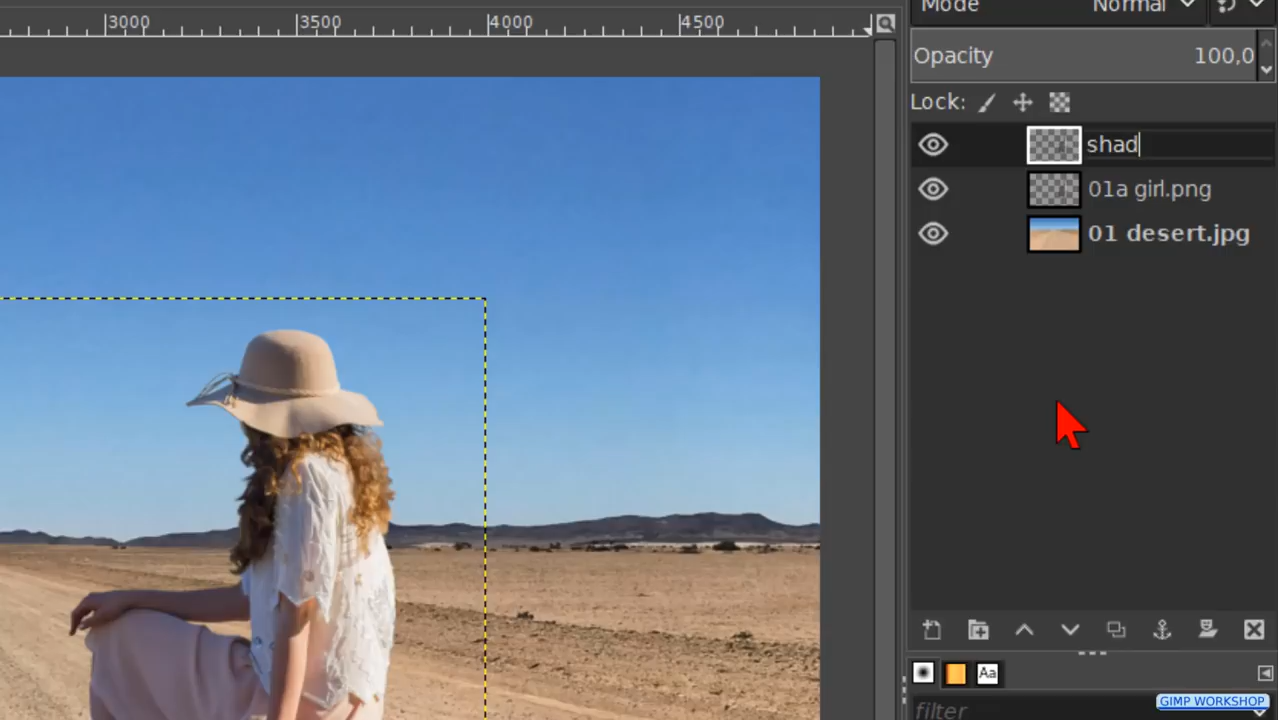 3000
3500
4000
4500
Mode Normal
Opacity 100,0
Lock:
shad
01a girl.png
01 desert.jpg
Aa
filter
GIMP WORKSHOP